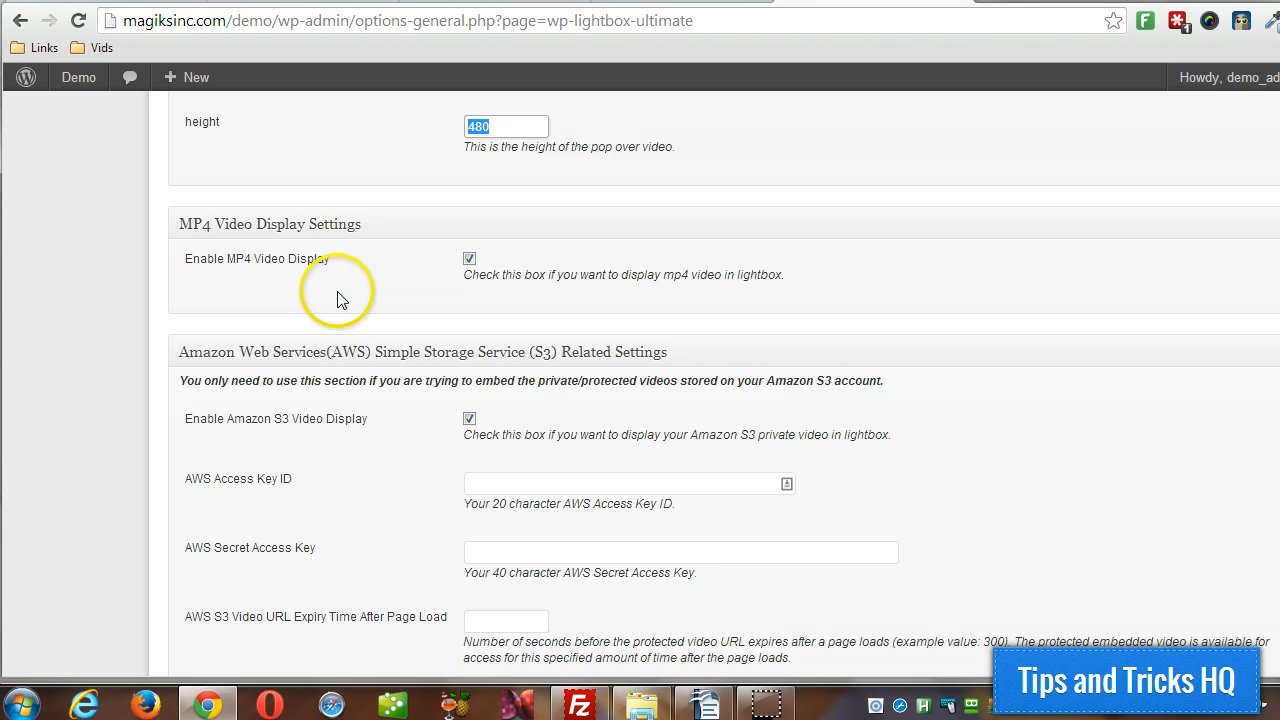 magiksinc.com/demo/wp-admin/options-general.php?page=wp-lightbox-ultimate
Links Vids
Demo New Howdy, demo_ad
height 480
This is the height of the pop over video.
MP4 Video Display Settings
Enable MP4 Video Display
Check this box if you want to display mp4 video in lightbox.
Amazon Web Services(AWS) Simple Storage Service (S3) Related Settings
You only need to use this section if you are trying to embed the private/protected videos stored on your Amazon S3 account.
Enable Amazon S3 Video Display
Check this box if you want to display your Amazon S3 private video in lightbox.
AWS Access Key ID
Your 20 character AWS Access Key ID.
AWS Secret Access Key
Your 40 character AWS Secret Access Key.
AWS S3 Video URL Expiry Time After Page Load
Number of seconds before the protected video URL expires after a page loads (example value: 300). The protected embedded video is available for
access for this specified amount of time after the page loads.
Tips and Tricks HQ